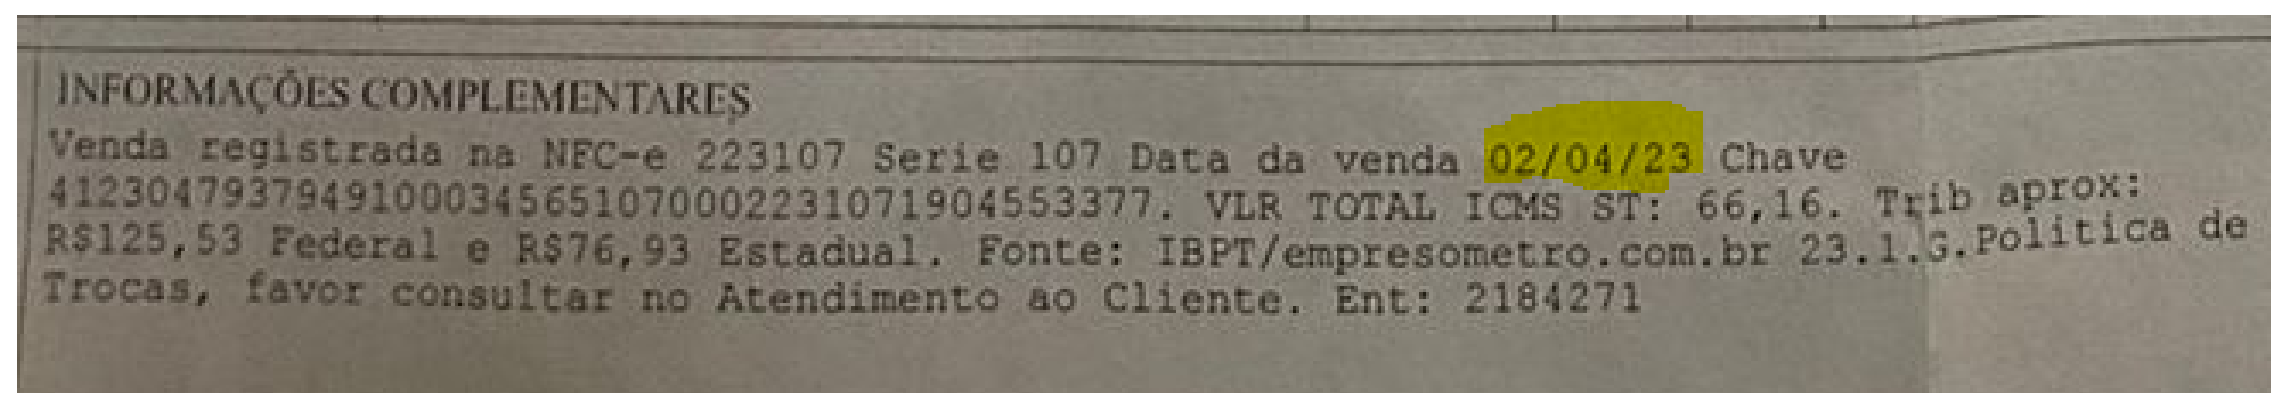 INFORMAÇÕES COMPLEMENTARES
Venda registrada na NFC-e 223107 Serie 107 Data da venda 02/04/23 Chave
41230479379491000345651070002231071904553377. VLR TOTAL ICMS ST: 66,16. Trib aprox:
R$125,53 Federal e R$76,93 Estadual. Fonte: IBPT/empresometro.com.br 23.1.G.Politica de
Trocas, favor consultar no Atendimento ao Cliente. Ent: 2184271